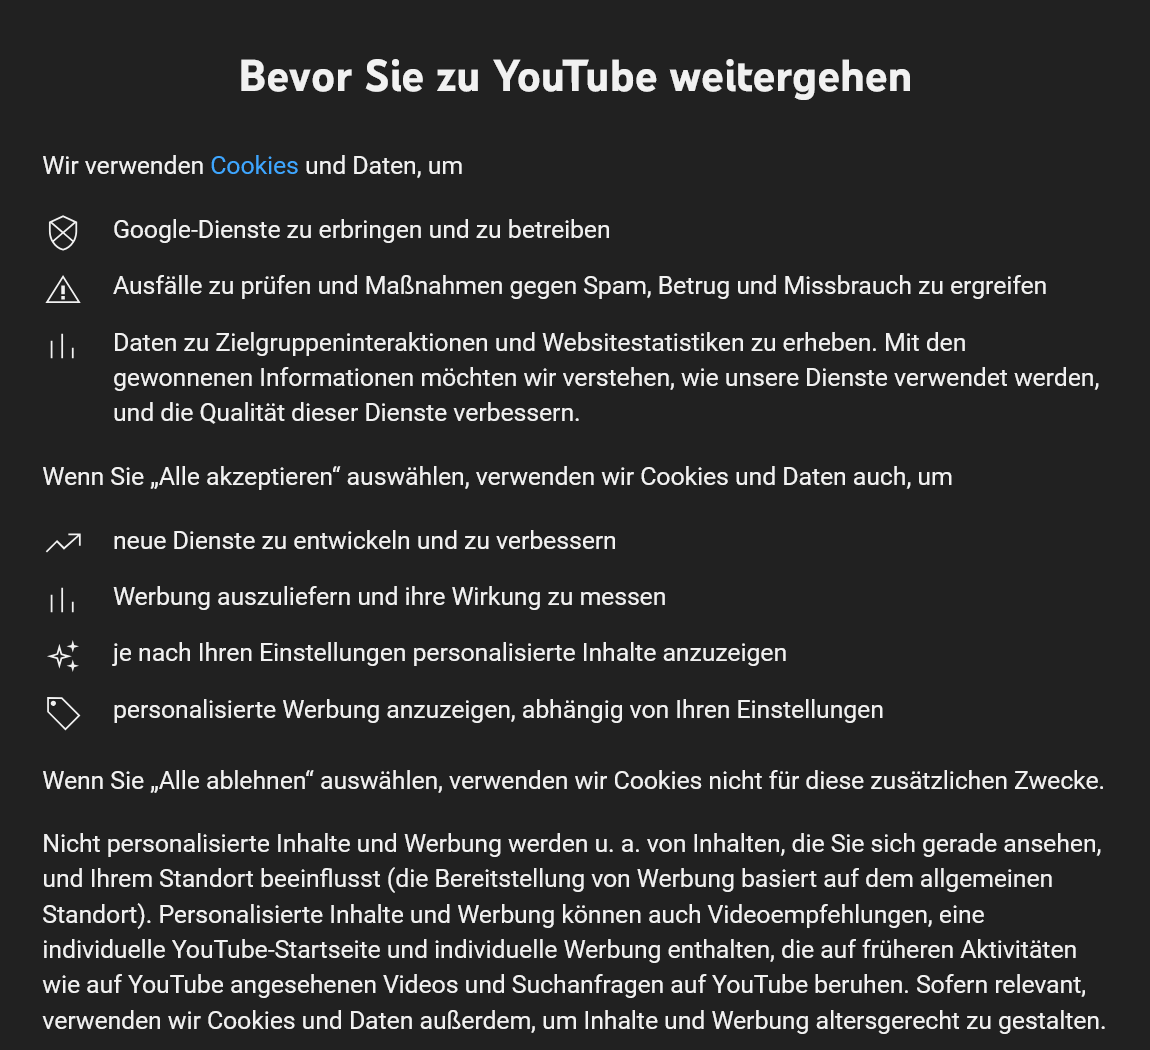 Bevor Sie zu YouTube weitergehen
Wir verwenden Cookies und Daten, um
Google-Dienste zu erbringen und zu betreiben
Ausfälle zu prüfen und Maßnahmen gegen Spam, Betrug und Missbrauch zu ergreifen
Daten zu Zielgruppeninteraktionen und Websitestatistiken zu erheben. Mit den
gewonnenen Informationen möchten wir verstehen, wie unsere Dienste verwendet werden,
und die Qualität dieser Dienste verbessern.
Wenn Sie „Alle akzeptieren“ auswählen, verwenden wir Cookies und Daten auch, um
neue Dienste zu entwickeln und zu verbessern
Werbung auszuliefern und ihre Wirkung zu messen
je nach Ihren Einstellungen personalisierte Inhalte anzuzeigen
personalisierte Werbung anzuzeigen, abhängig von Ihren Einstellungen
Wenn Sie „Alle ablehnen“ auswählen, verwenden wir Cookies nicht für diese zusätzlichen Zwecke.
Nicht personalisierte Inhalte und Werbung werden u. a. von Inhalten, die Sie sich gerade ansehen,
und Ihrem Standort beeinflusst (die Bereitstellung von Werbung basiert auf dem allgemeinen
Standort). Personalisierte Inhalte und Werbung können auch Videoempfehlungen, eine
individuelle YouTube-Startseite und individuelle Werbung enthalten, die auf früheren Aktivitäten
wie auf YouTube angesehenen Videos und Suchanfragen auf YouTube beruhen. Sofern relevant,
verwenden wir Cookies und Daten außerdem, um Inhalte und Werbung altersgerecht zu gestalten.